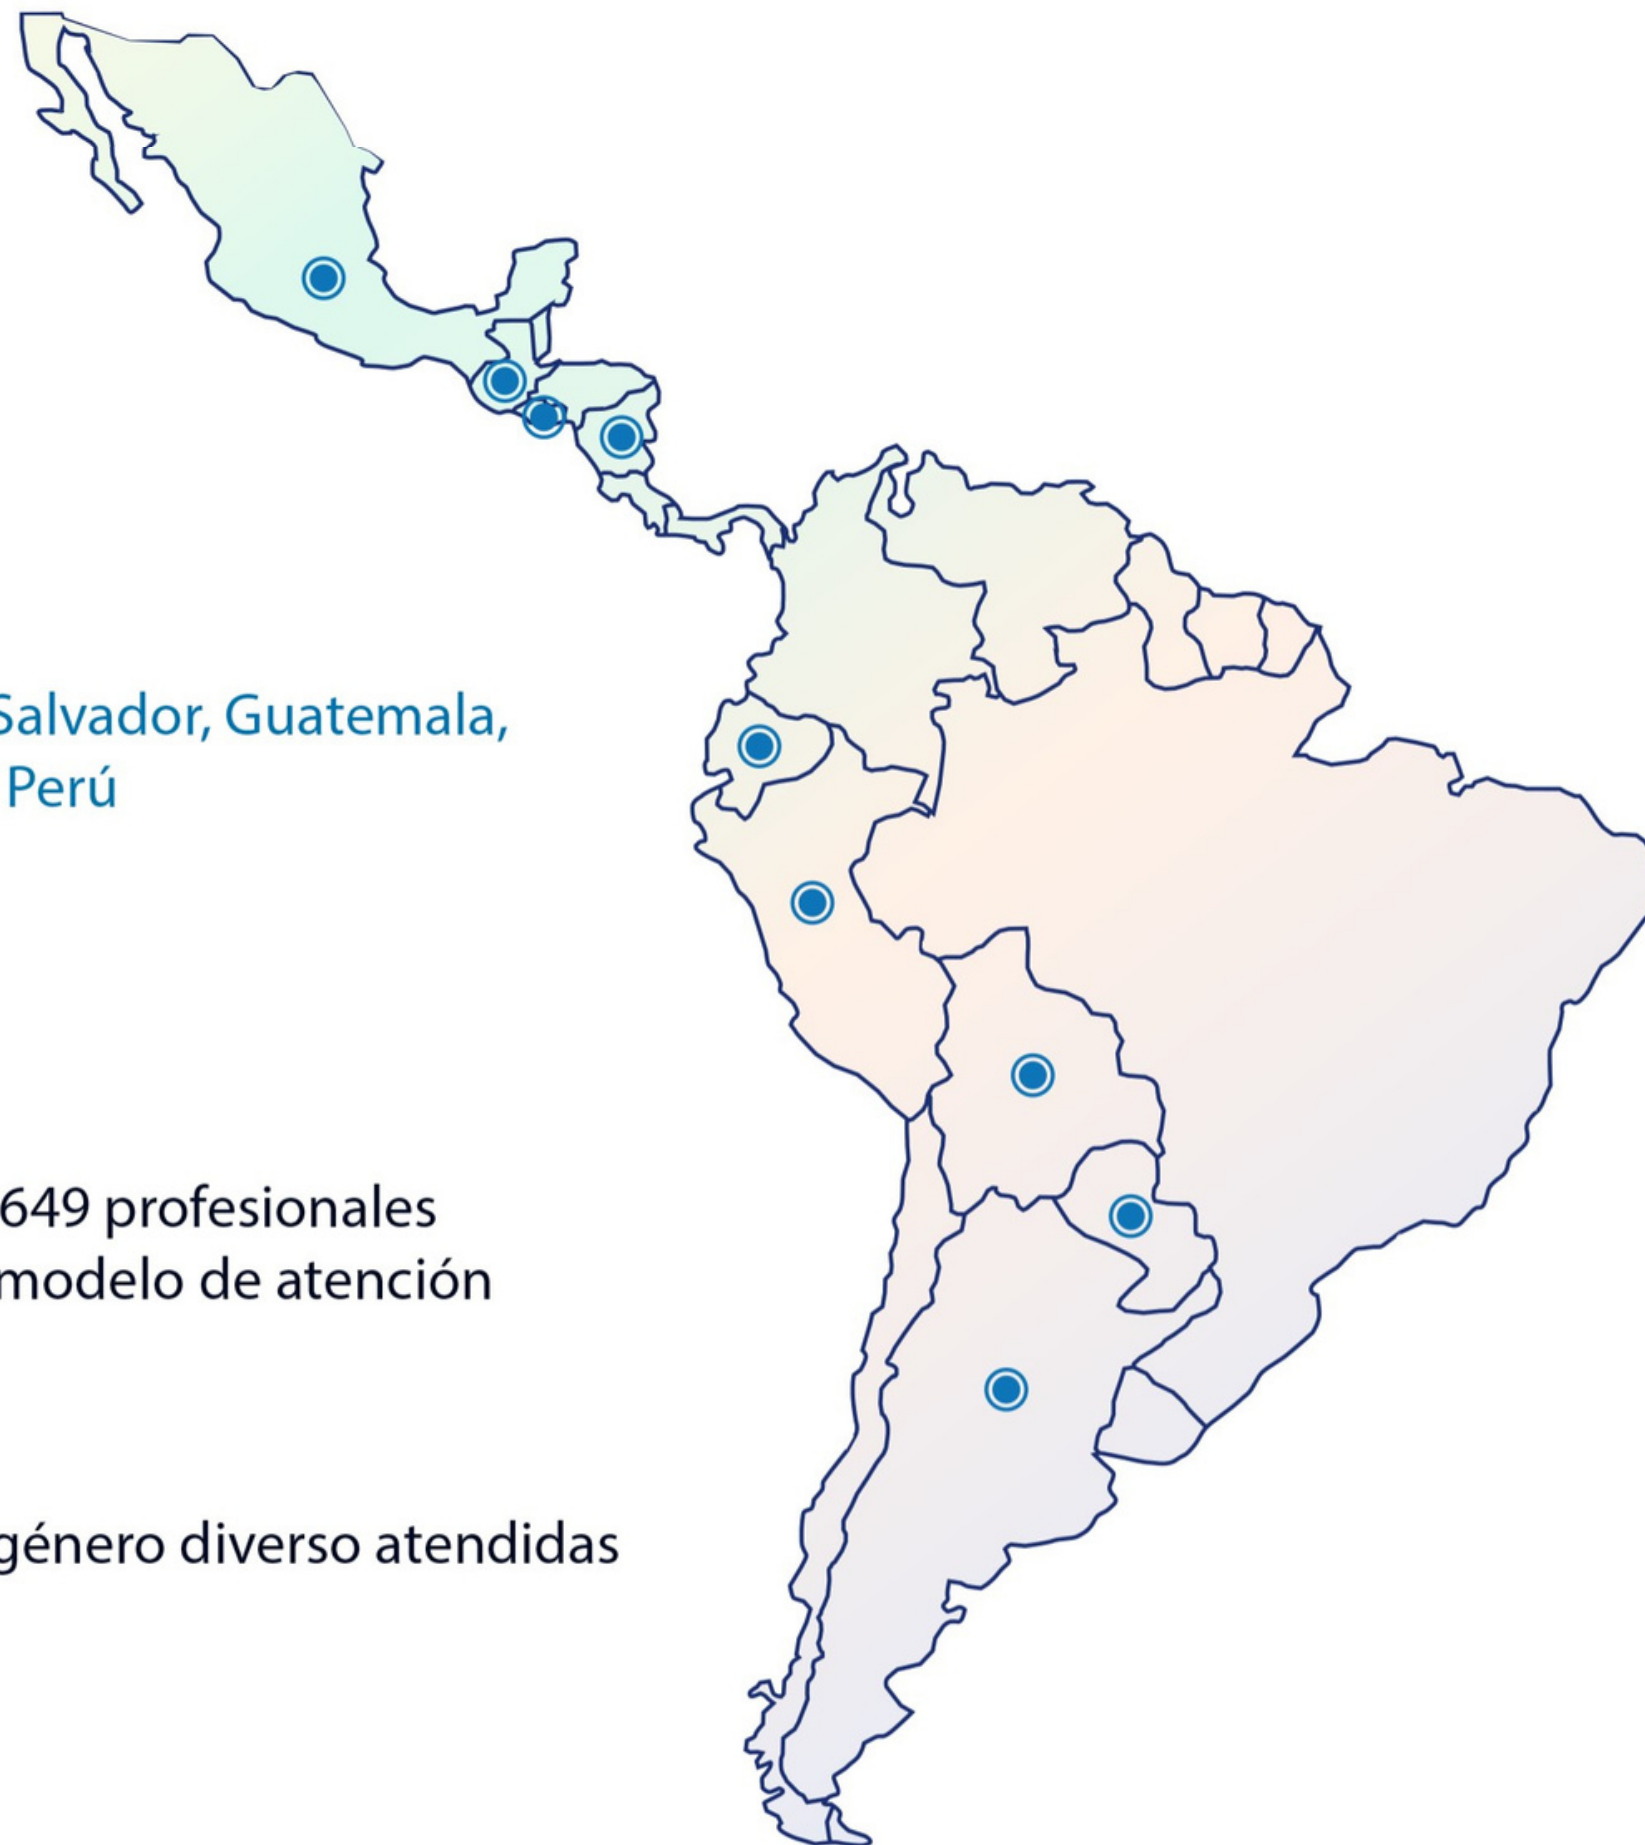 Salvador, Guatemala,
Perú
649 profesionales
modelo de atención
género diverso atendidas